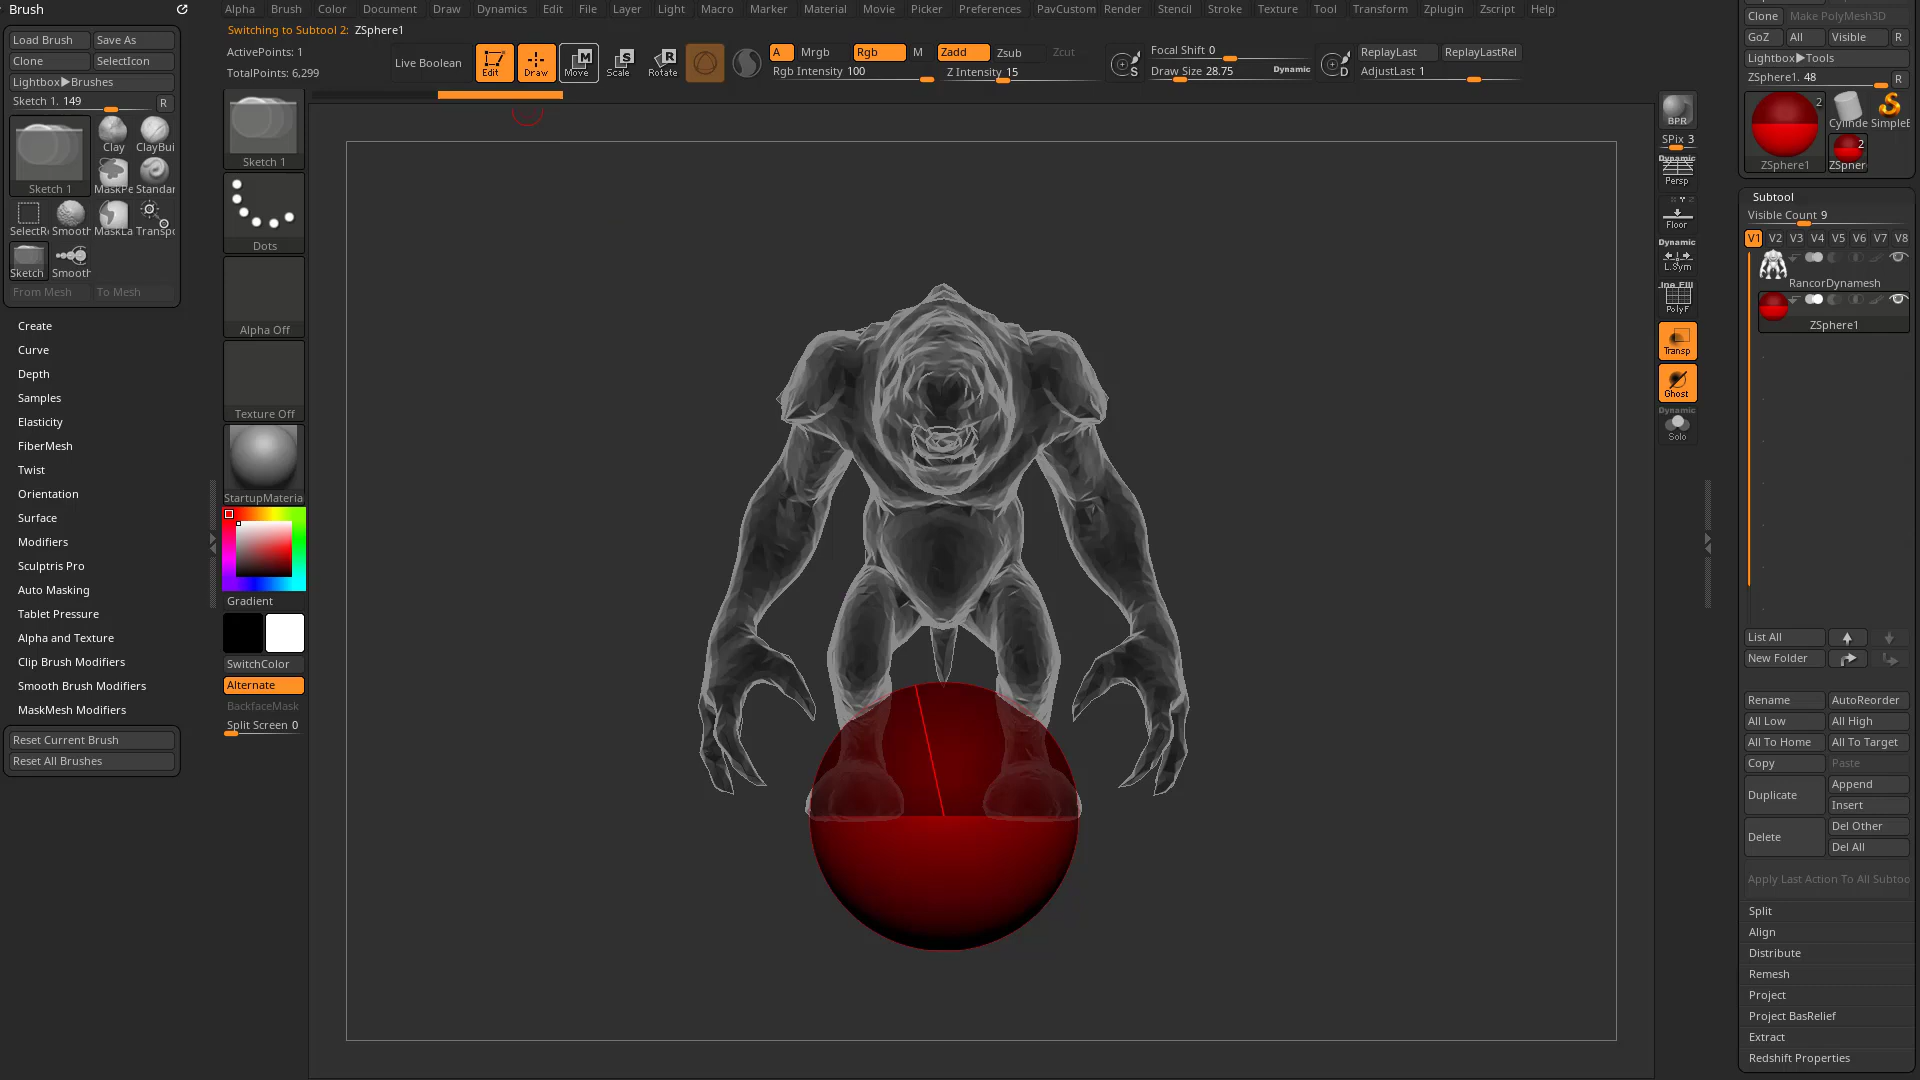 Brush
Alpha Brush Color Document Draw Dynamics Edit File Layer Light Macro Marker Material Movie Picker Preferences PavCustom Render Stencil Stroke Texture Tool Transform Zplugin Zscript Help
Switching to Subtool 2: ZSphere1
Load Brush Save As
Clone SelectIcon
Lightbox▶Brushes
Sketch 1. 149 R
Sketch 1
Clay ClayBui
MaskPe Standar
SelectRe Smooth MaskLa Transpo
Sketch Smooth
From Mesh To Mesh
Create
Curve
Depth
Samples
Elasticity
FiberMesh
Twist
Orientation
Surface
Modifiers
Sculptris Pro
Auto Masking
Tablet Pressure
Alpha and Texture
Clip Brush Modifiers
Smooth Brush Modifiers
MaskMesh Modifiers
Reset Current Brush
Reset All Brushes
ActivePoints: 1
TotalPoints: 6,299
Live Boolean
Edit Draw Move Scale Rotate
A Mrgb Rgb M Zadd Zsub Zcut
Rgb Intensity 100 Z Intensity 15
Focal Shift 0
Draw Size 28.75 Dynamic
ReplayLast ReplayLastRel
AdjustLast 1
Sketch 1
Dots
Alpha Off
Texture Off
StartupMateria
Gradient
SwitchColor
Alternate
BackfaceMask
Split Screen 0
BPR
SPix 3
Dynamic
Persp
Floor
Dynamic
L.Sym
Line Fill
PolyF
Transp
Ghost
Dynamic
Solo
Clone Make PolyMesh3D
GoZ All Visible R
Lightbox▶Tools
ZSphere1. 48 R
2
ZSphere1
Cylinde SimpleB
2
ZSpher
Subtool
Visible Count 9
V1 V2 V3 V4 V5 V6 V7 V8
RancorDynamesh
ZSphere1
List All
New Folder
Rename AutoReorder
All Low All High
All To Home All To Target
Copy Paste
Duplicate Append
Insert
Delete Del Other
Del All
Apply Last Action To All Subtoo
Split
Align
Distribute
Remesh
Project
Project BasRelief
Extract
Redshift Properties